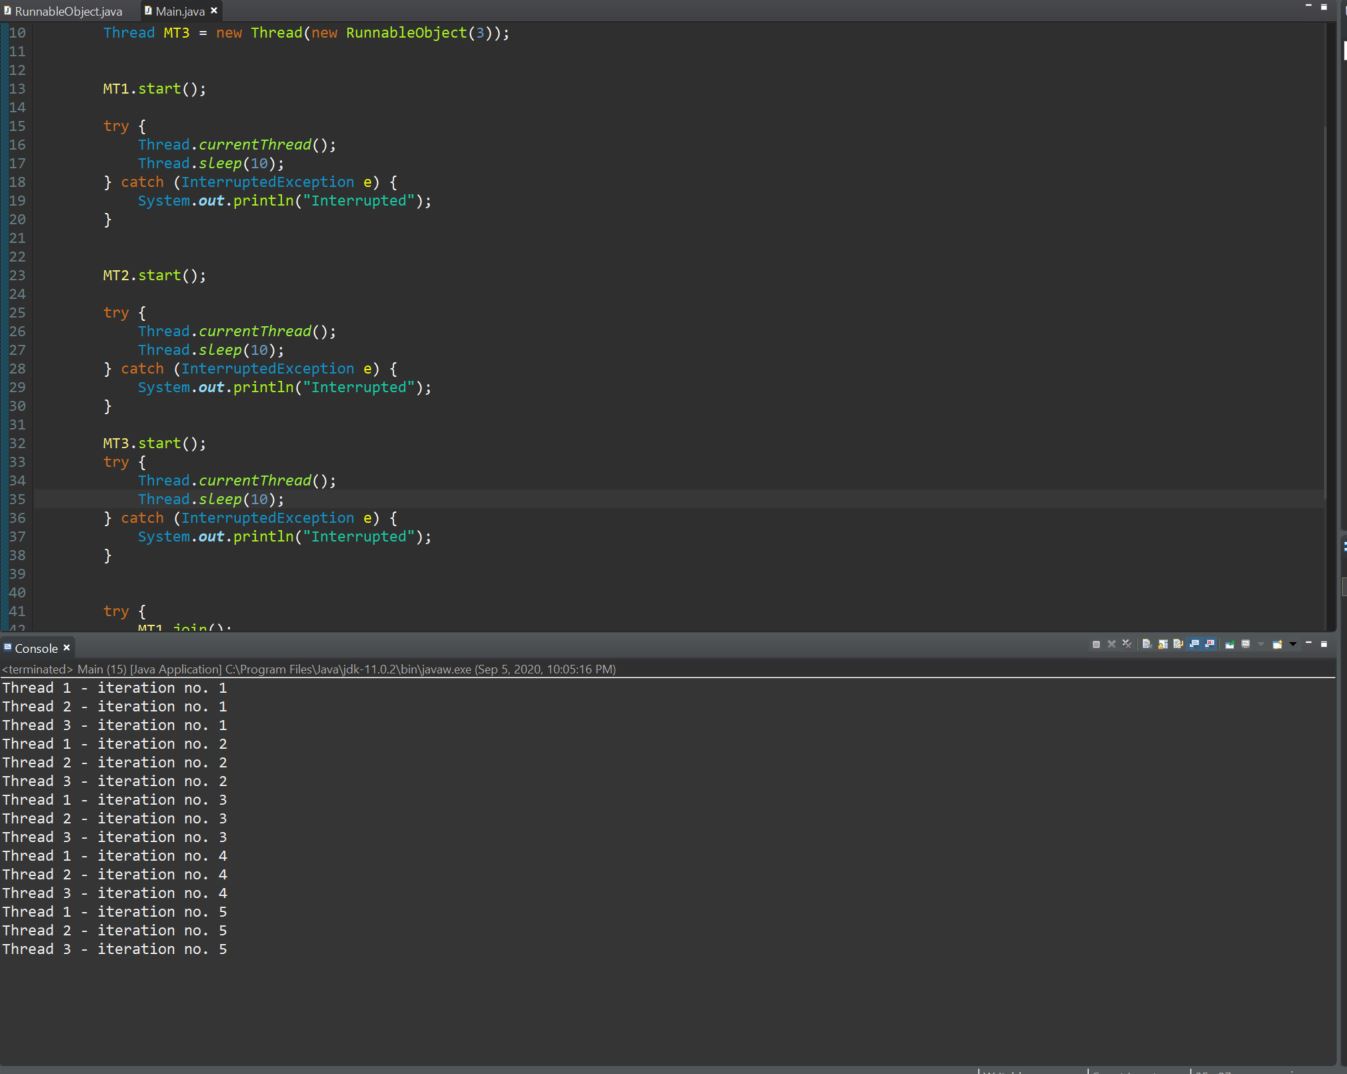 RunnableObject.java Main.java
10 Thread MT3 = new Thread(new RunnableObject(3));
11
12
13 MT1.start();
14
15 try {
16 Thread.currentThread();
17 Thread.sleep(10);
18 } catch (InterruptedException e) {
19 System.out.println("Interrupted");
20 }
21
22
23 MT2.start();
24
25 try {
26 Thread.currentThread();
27 Thread.sleep(10);
28 } catch (InterruptedException e) {
29 System.out.println("Interrupted");
30 }
31
32 MT3.start();
33 try {
34 Thread.currentThread();
35 Thread.sleep(10);
36 } catch (InterruptedException e) {
37 System.out.println("Interrupted");
38 }
39
40
41 try {
42 MT1.join();
Console
<terminated> Main (15) [Java Application] C:\Program Files\Java\jdk-11.0.2\bin\javaw.exe (Sep 5, 2020, 10:05:16 PM)
Thread 1 - iteration no. 1
Thread 2 - iteration no. 1
Thread 3 - iteration no. 1
Thread 1 - iteration no. 2
Thread 2 - iteration no. 2
Thread 3 - iteration no. 2
Thread 1 - iteration no. 3
Thread 2 - iteration no. 3
Thread 3 - iteration no. 3
Thread 1 - iteration no. 4
Thread 2 - iteration no. 4
Thread 3 - iteration no. 4
Thread 1 - iteration no. 5
Thread 2 - iteration no. 5
Thread 3 - iteration no. 5